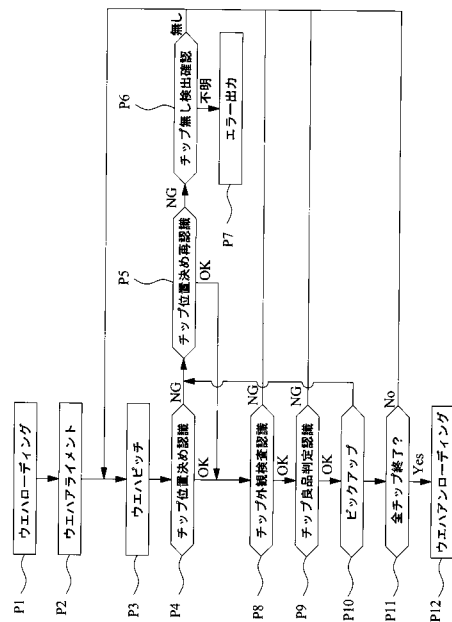 P1 ウエハローディング
P2 ウエハアライメント
P3 ウエハピッチ
P4 チップ位置決め認識
NG
OK
P5 チップ位置決め再認識
NG
OK
P6 チップ無し検出確認
無し
不明
P7 エラー出力
P8 チップ外観検査認識
NG
OK
P9 チップ良品判定認識
NG
OK
P10 ピックアップ
P11 全チップ終了?
No
Yes
P12 ウエハアンローディング